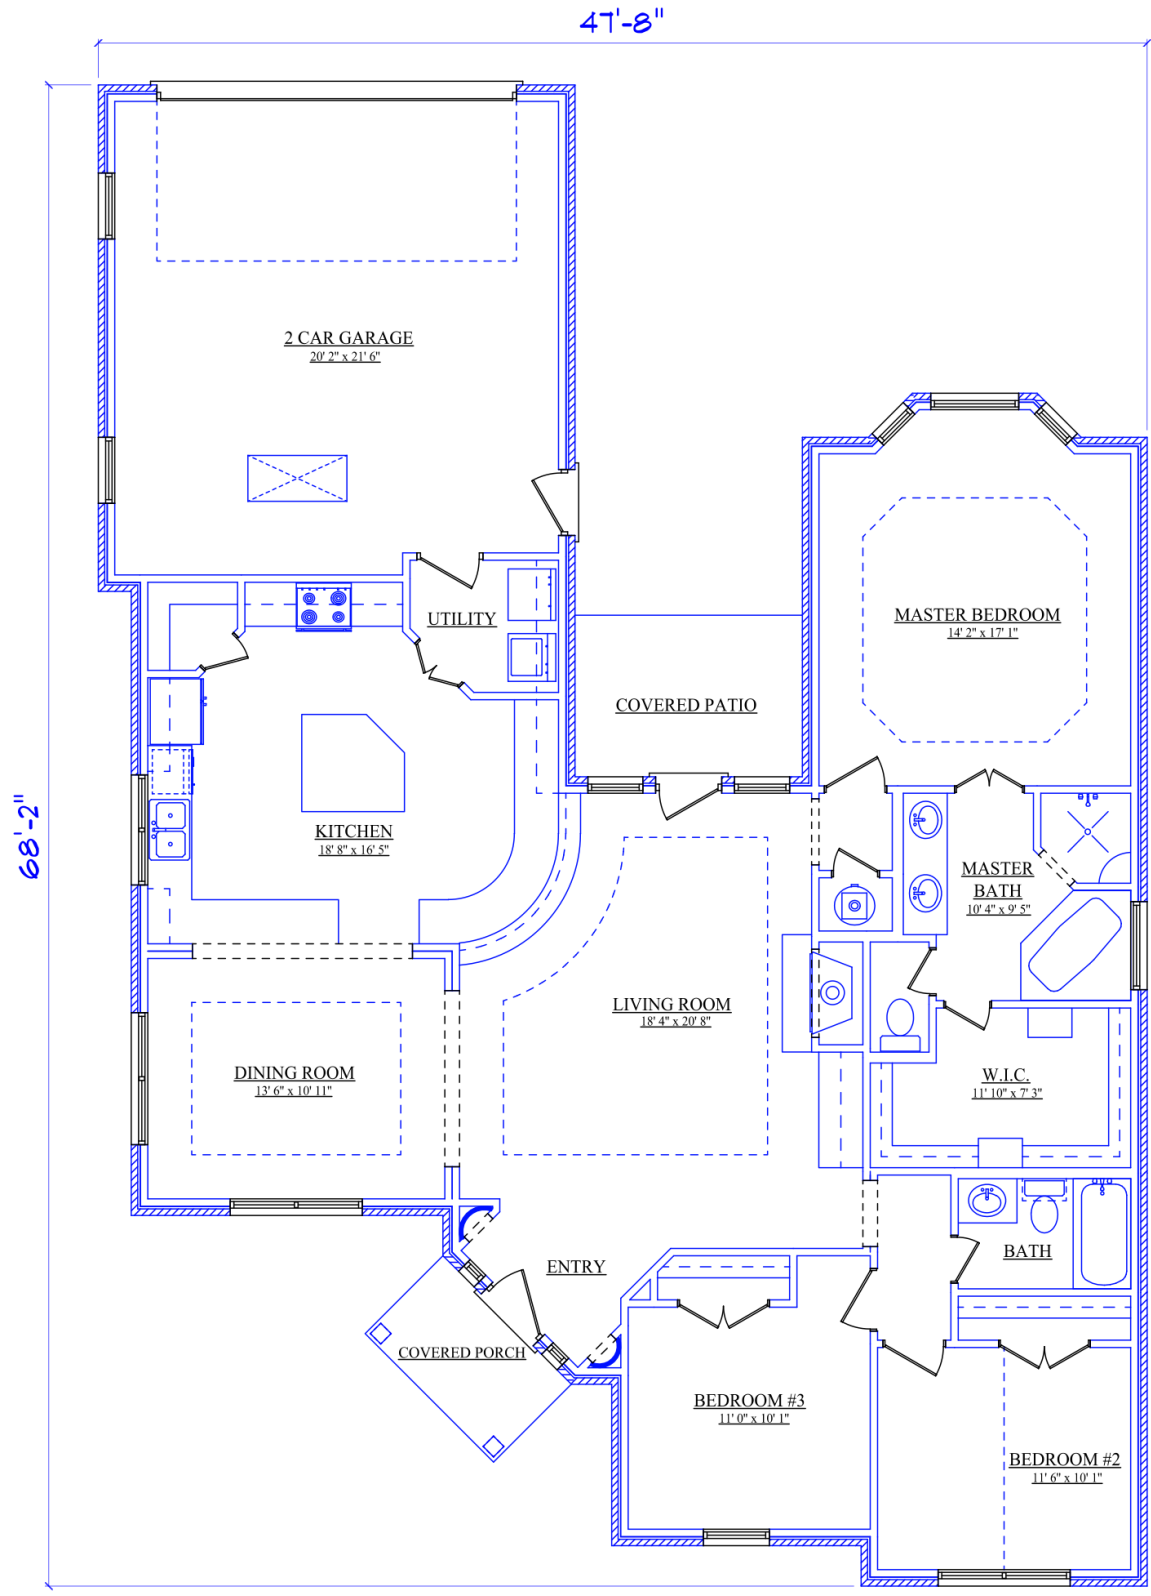 47'-8"
68'-2"
2 CAR GARAGE
20' 2" x 21' 6"
UTILITY
MASTER BEDROOM
14' 2" x 17' 1"
COVERED PATIO
KITCHEN
18' 8" x 16' 5"
MASTER
BATH
10' 4" x 9' 5"
LIVING ROOM
18' 4" x 20' 8"
DINING ROOM
13' 6" x 10' 11"
W.I.C.
11' 10" x 7' 3"
BATH
ENTRY
COVERED PORCH
BEDROOM #3
11' 0" x 10' 1"
BEDROOM #2
11' 6" x 10' 1"